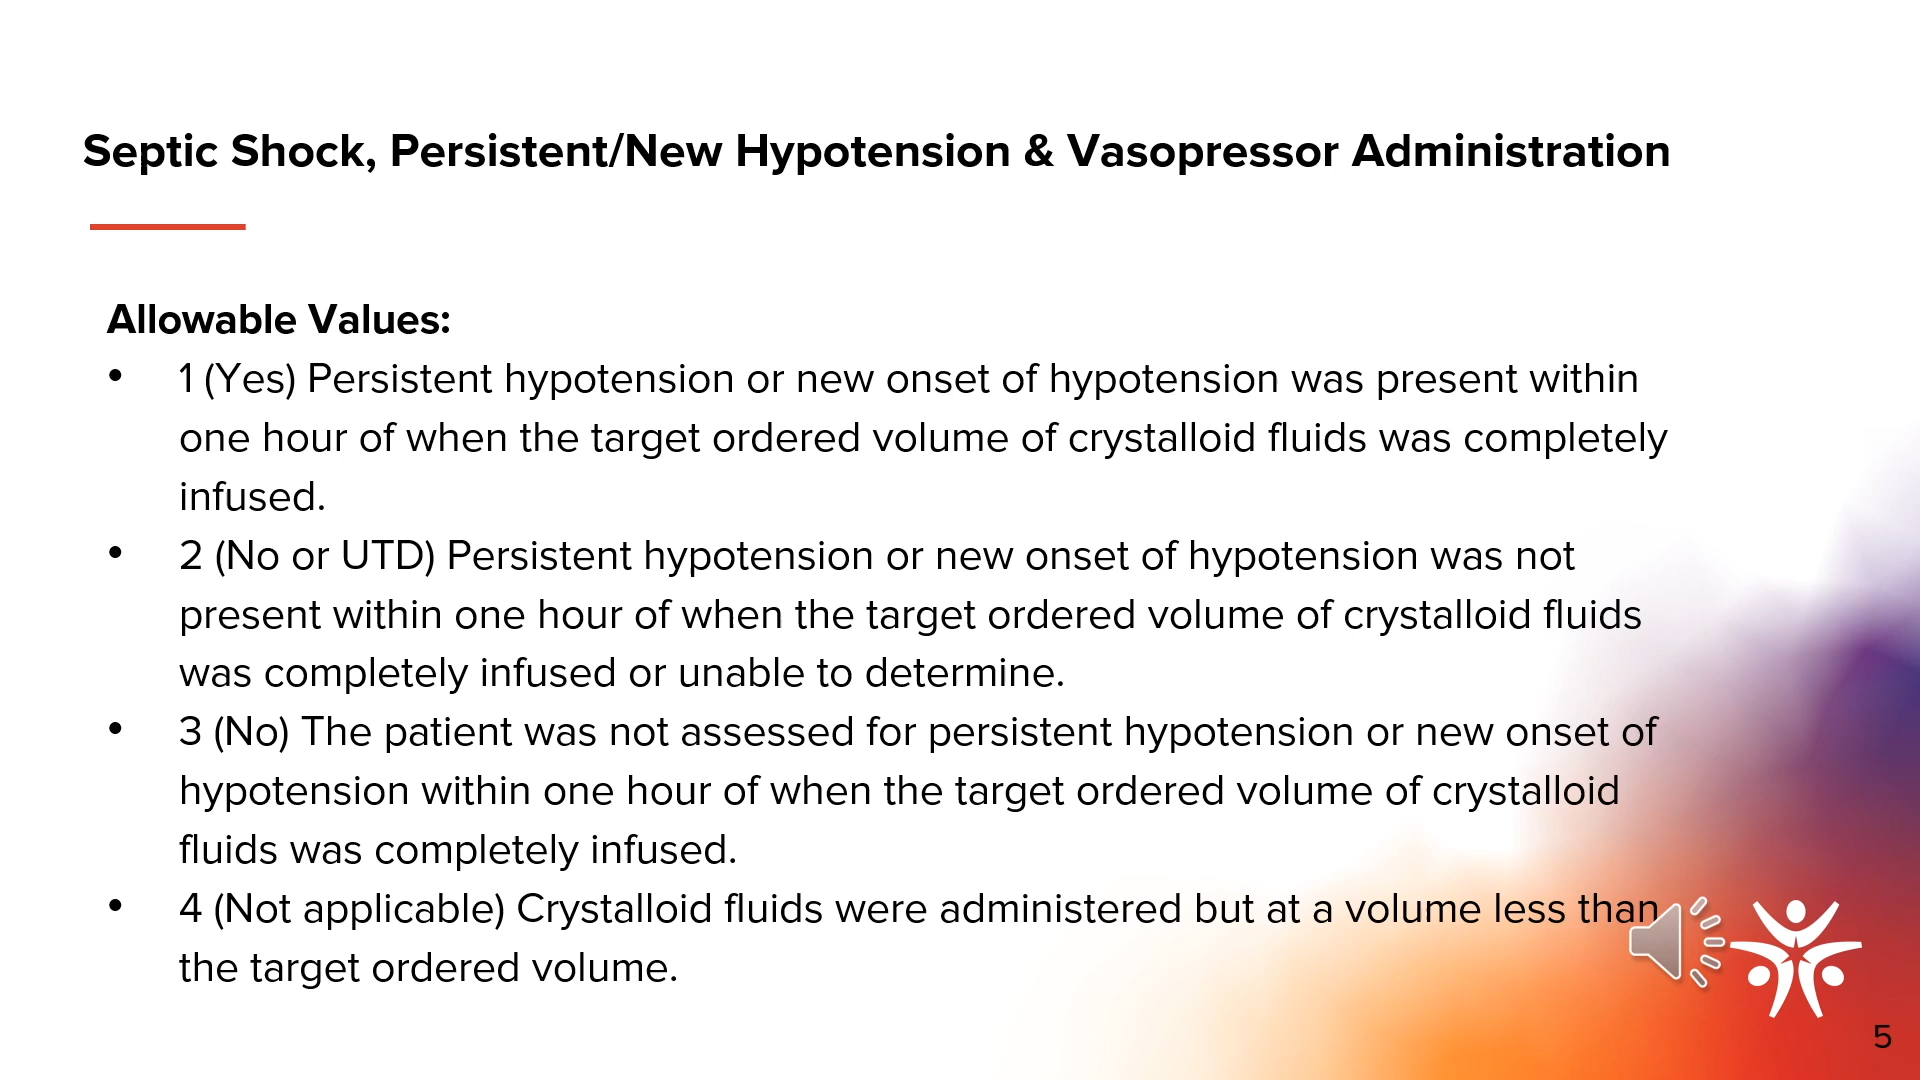 Septic Shock, Persistent/New Hypotension & Vasopressor Administration
Allowable Values:
• 1 (Yes) Persistent hypotension or new onset of hypotension was present within
one hour of when the target ordered volume of crystalloid fluids was completely
infused.
• 2 (No or UTD) Persistent hypotension or new onset of hypotension was not
present within one hour of when the target ordered volume of crystalloid fluids
was completely infused or unable to determine.
• 3 (No) The patient was not assessed for persistent hypotension or new onset of
hypotension within one hour of when the target ordered volume of crystalloid
fluids was completely infused.
• 4 (Not applicable) Crystalloid fluids were administered but at a volume less than
the target ordered volume.
5